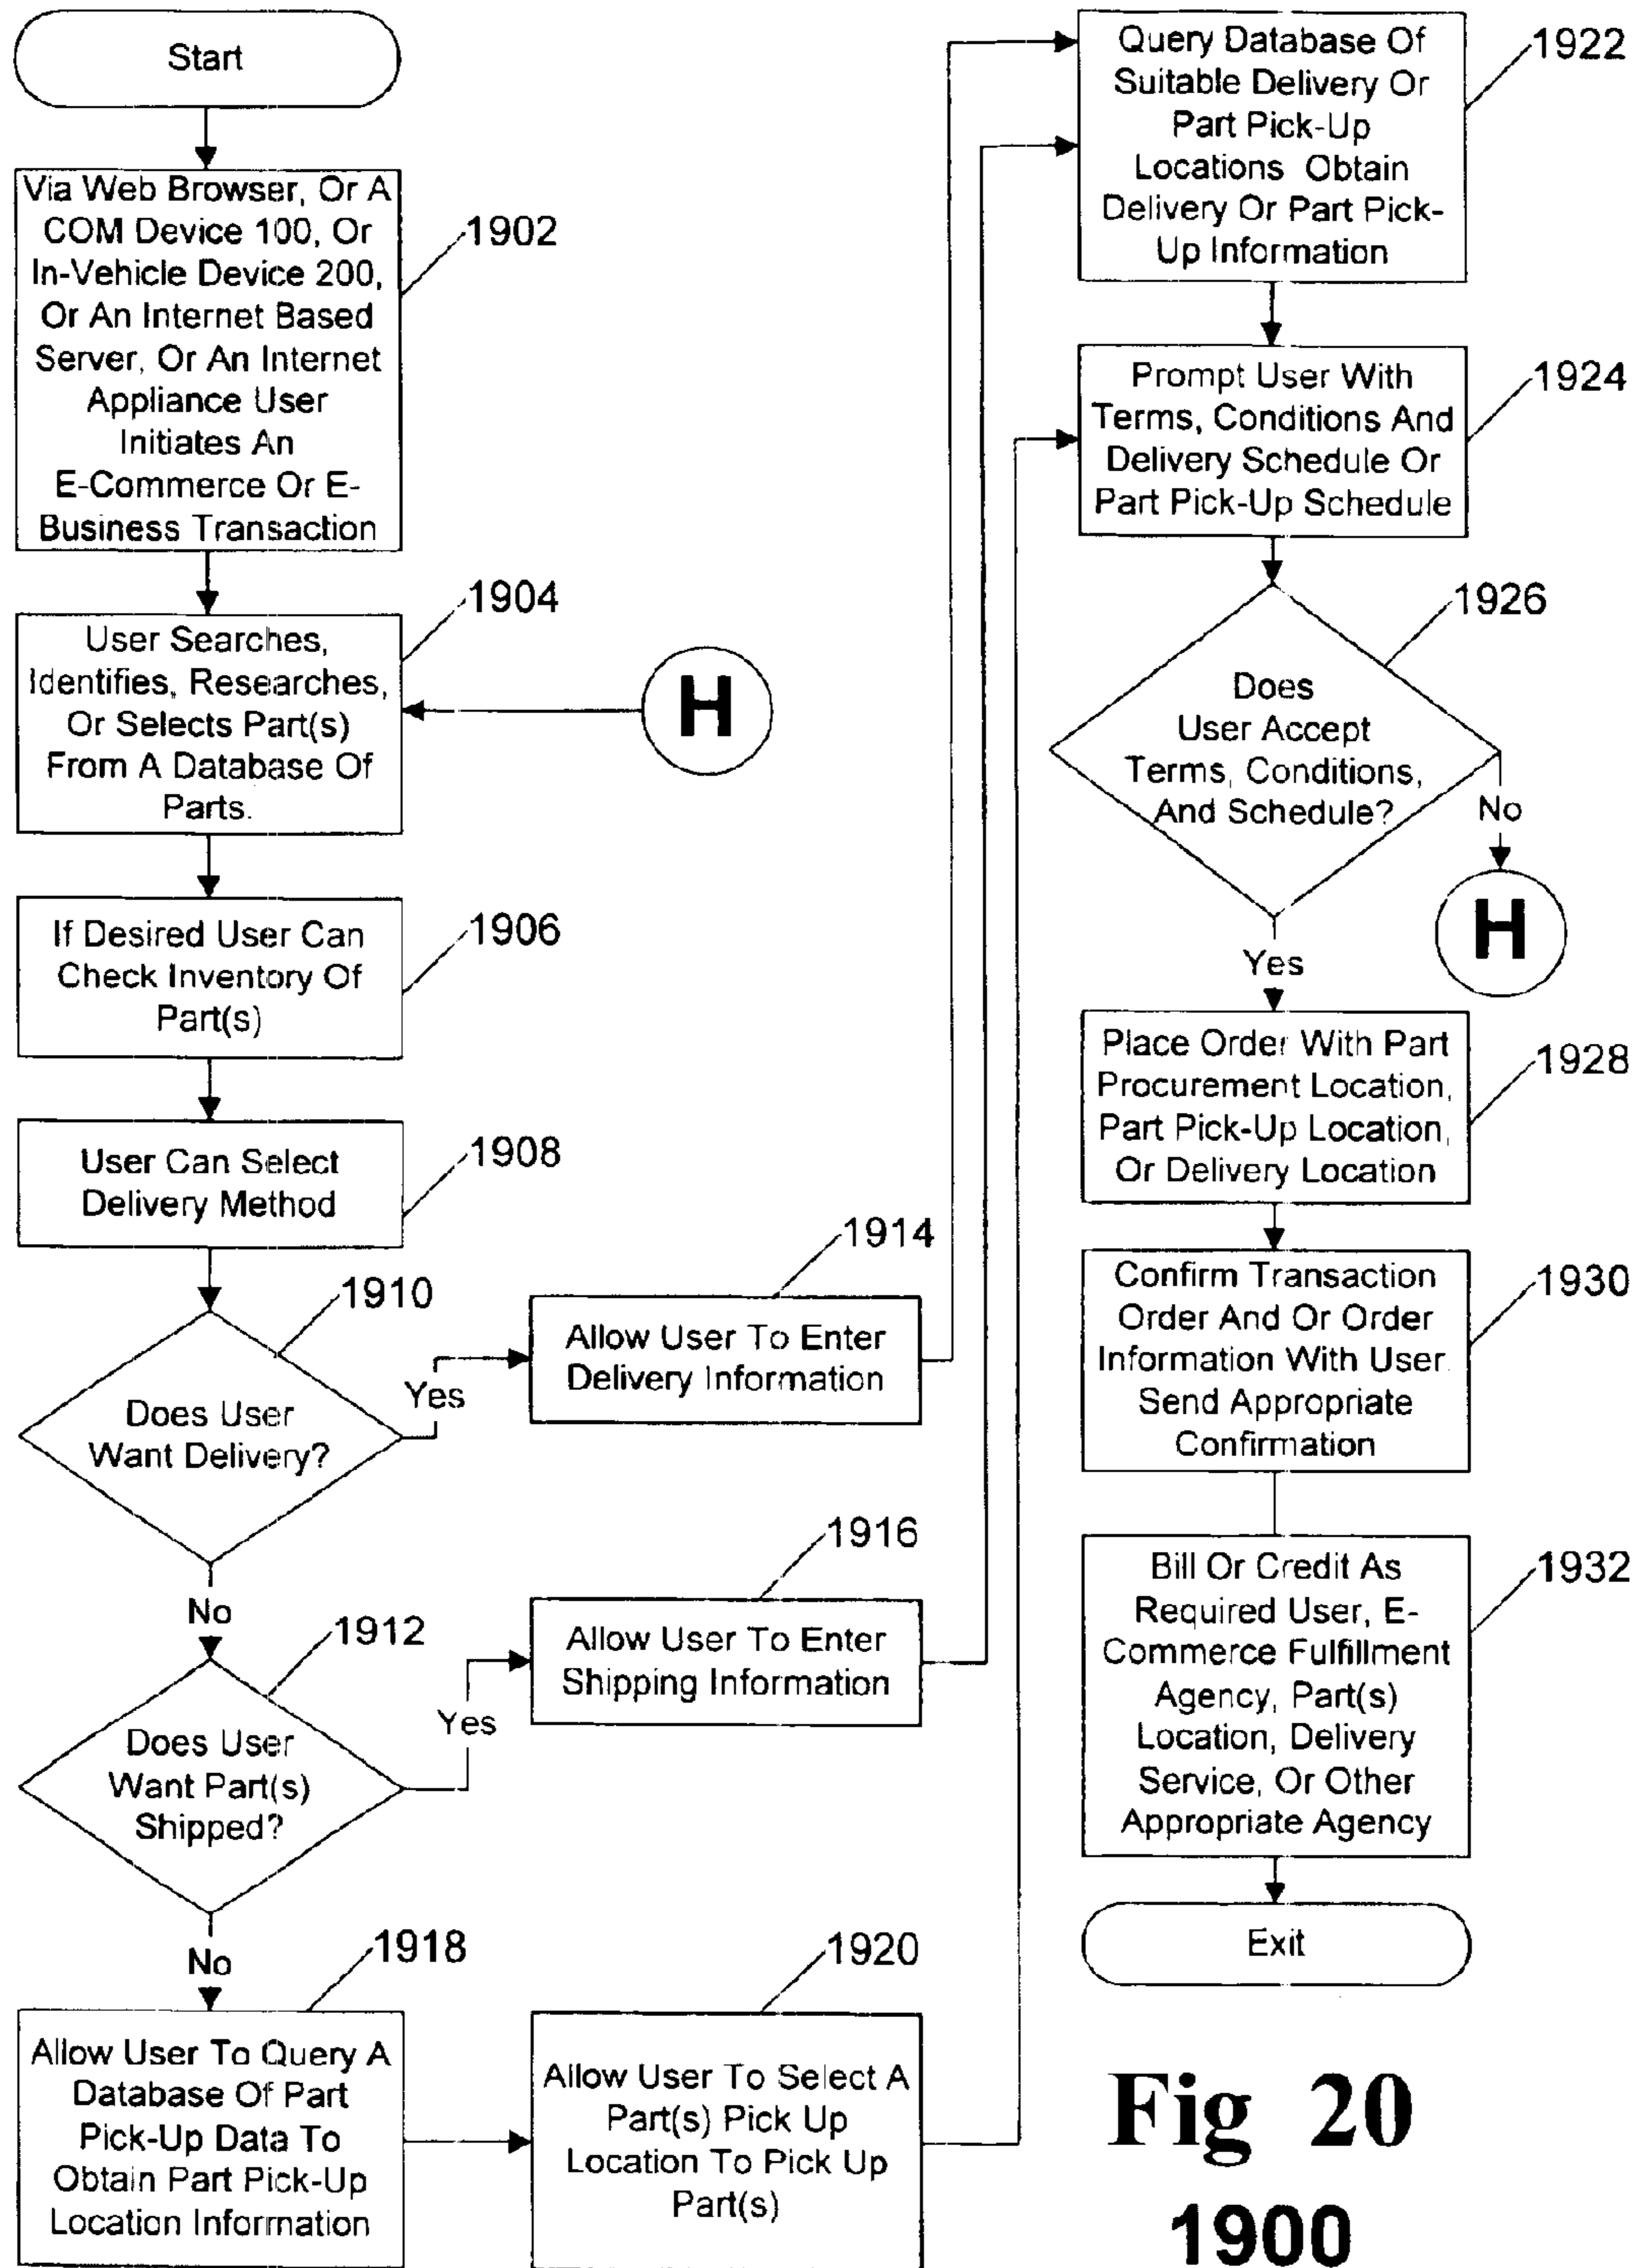 Start
Via Web Browser, Or A
COM Device 100, Or
In-Vehicle Device 200,
Or An Internet Based
Server, Or An Internet
Appliance User
Initiates An
E-Commerce Or E-
Business Transaction
1902
User Searches,
Identifies, Researches,
Or Selects Part(s)
From A Database Of
Parts.
1904
H
If Desired User Can
Check Inventory Of
Part(s)
1906
User Can Select
Delivery Method
1908
Does User
Want Delivery?
1910
Yes
Allow User To Enter
Delivery Information
1914
No
Does User
Want Part(s)
Shipped?
1912
Yes
Allow User To Enter
Shipping Information
1916
No
Allow User To Query A
Database Of Part
Pick-Up Data To
Obtain Part Pick-Up
Location Information
1918
Allow User To Select A
Part(s) Pick Up
Location To Pick Up
Part(s)
1920
Query Database Of
Suitable Delivery Or
Part Pick-Up
Locations Obtain
Delivery Or Part Pick-
Up Information
1922
Prompt User With
Terms, Conditions And
Delivery Schedule Or
Part Pick-Up Schedule
1924
Does
User Accept
Terms, Conditions,
And Schedule?
1926
No
H
Yes
Place Order With Part
Procurement Location,
Part Pick-Up Location,
Or Delivery Location
1928
Confirm Transaction
Order And Or Order
Information With User.
Send Appropriate
Confirmation
1930
Bill Or Credit As
Required User, E-
Commerce Fulfillment
Agency, Part(s)
Location, Delivery
Service, Or Other
Appropriate Agency
1932
Exit
Fig 20
1900